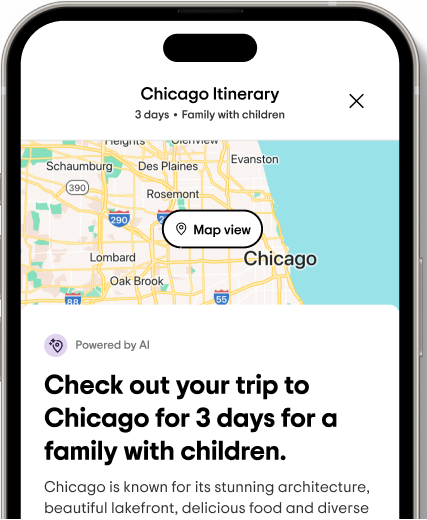 Chicago Itinerary
3 days • Family with children
Heights Glenview
Evanston
Schaumburg Des Plaines
390
Rosemont
290
Map view
Lombard
Chicago
Oak Brook
88
55
Powered by AI
Check out your trip to
Chicago for 3 days for a
family with children.
Chicago is known for its stunning architecture,
beautiful lakefront, delicious food and diverse